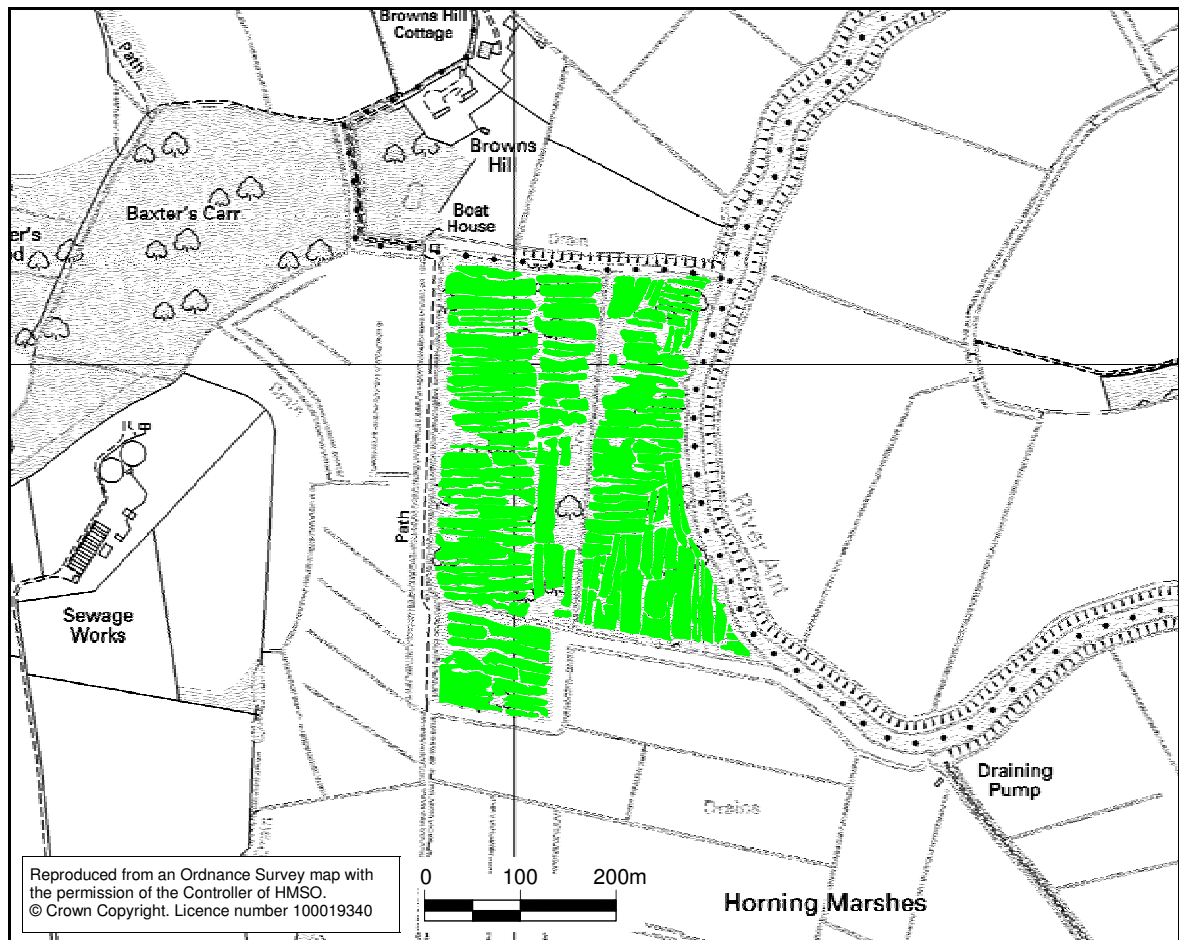 Browns Hill
Cottage
Path
Browns
Hill
Baxter's Carr
Boat
House
Drain
er's
d
Path
River Ant
Sewage
Works
Draining
Pump
Drains
Horning Marshes
0 100 200m
Reproduced from an Ordnance Survey map with
the permission of the Controller of HMSO.
© Crown Copyright. Licence number 100019340